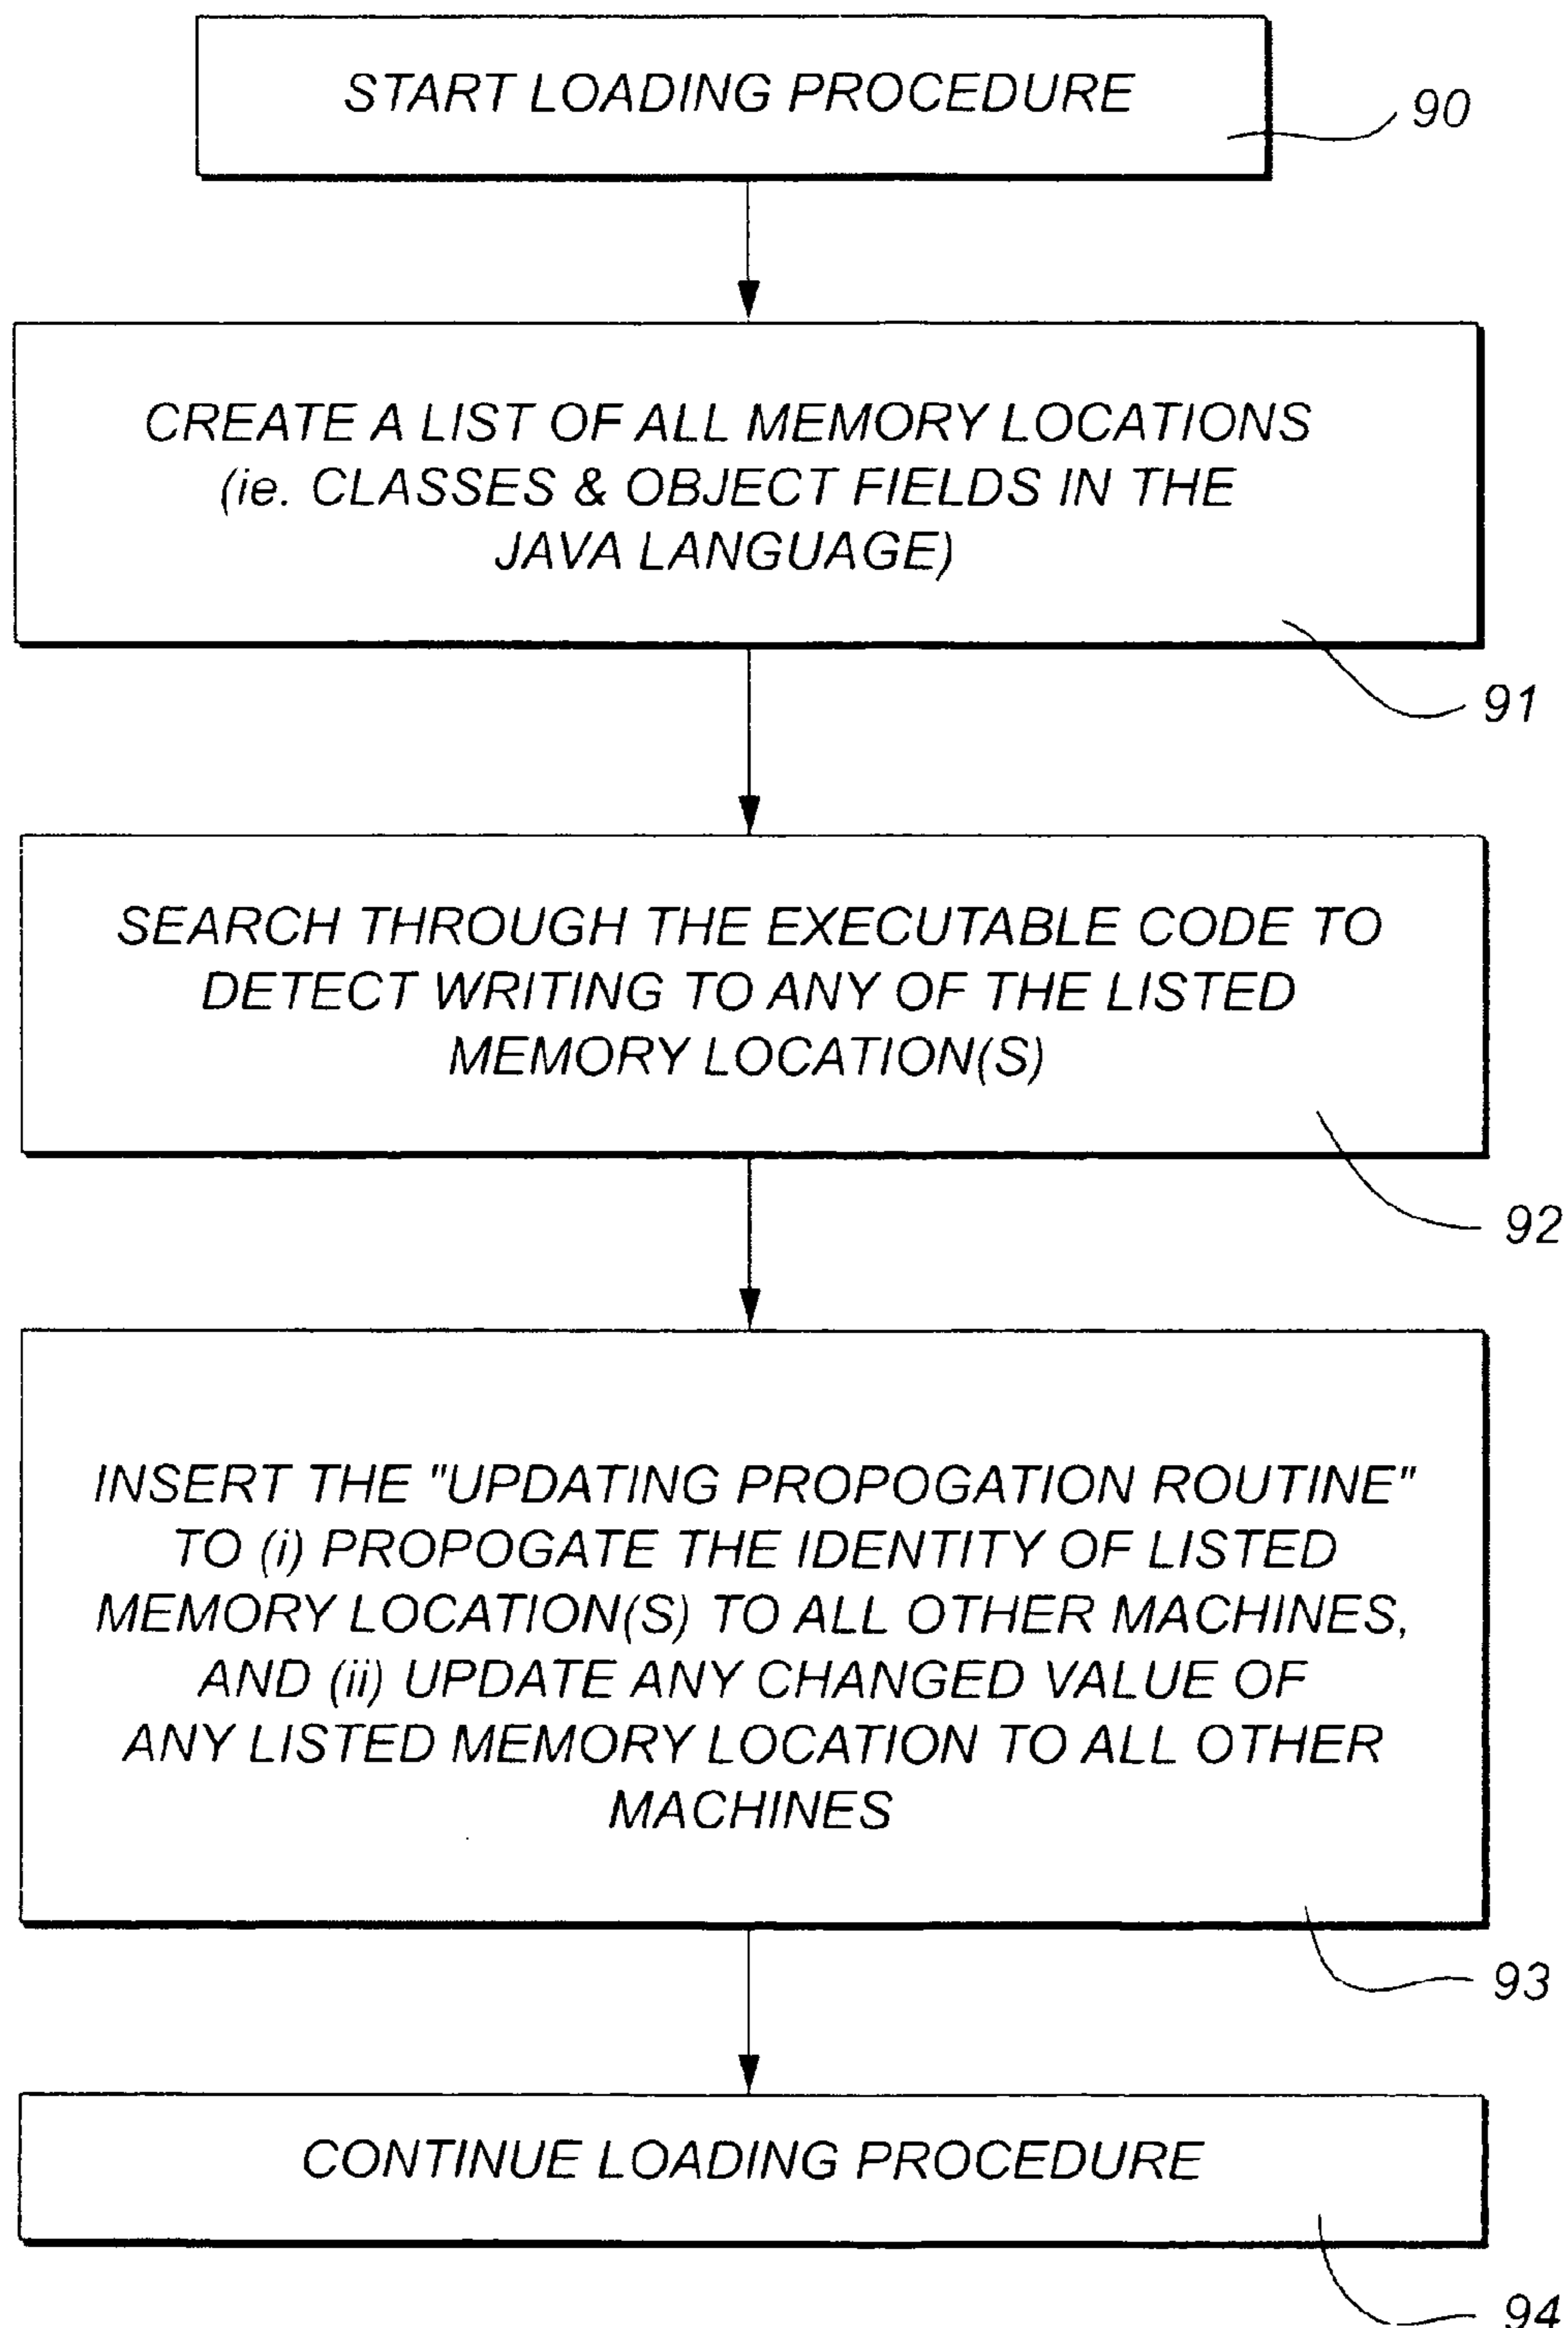 START LOADING PROCEDURE
90
CREATE A LIST OF ALL MEMORY LOCATIONS
(ie. CLASSES & OBJECT FIELDS IN THE
JAVA LANGUAGE)
91
SEARCH THROUGH THE EXECUTABLE CODE TO
DETECT WRITING TO ANY OF THE LISTED
MEMORY LOCATION(S)
92
INSERT THE "UPDATING PROPOGATION ROUTINE"
TO (i) PROPOGATE THE IDENTITY OF LISTED
MEMORY LOCATION(S) TO ALL OTHER MACHINES,
AND (ii) UPDATE ANY CHANGED VALUE OF
ANY LISTED MEMORY LOCATION TO ALL OTHER
MACHINES
93
CONTINUE LOADING PROCEDURE
94